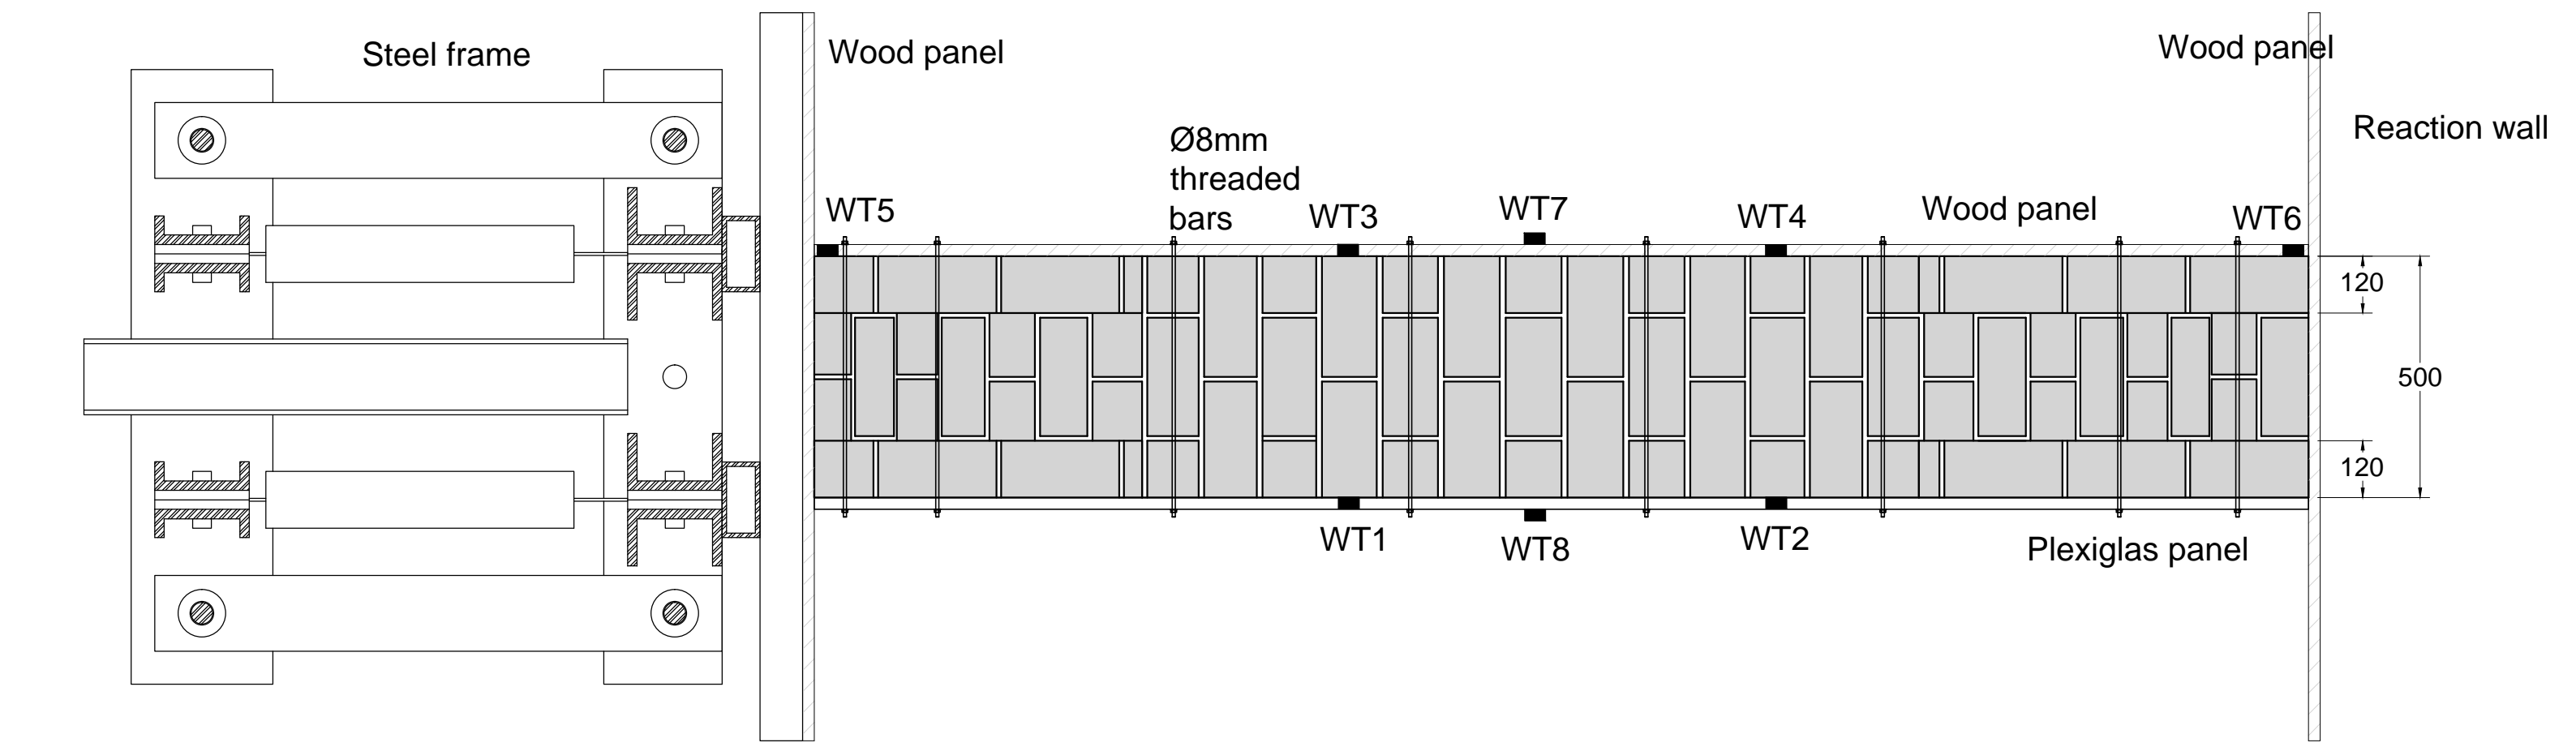 Steel frame
Wood panel
Wood panel
Reaction wall
Ø8mm
threaded
bars
WT5
WT3
WT7
WT4
Wood panel
WT6
120
500
120
WT1
WT8
WT2
Plexiglas panel